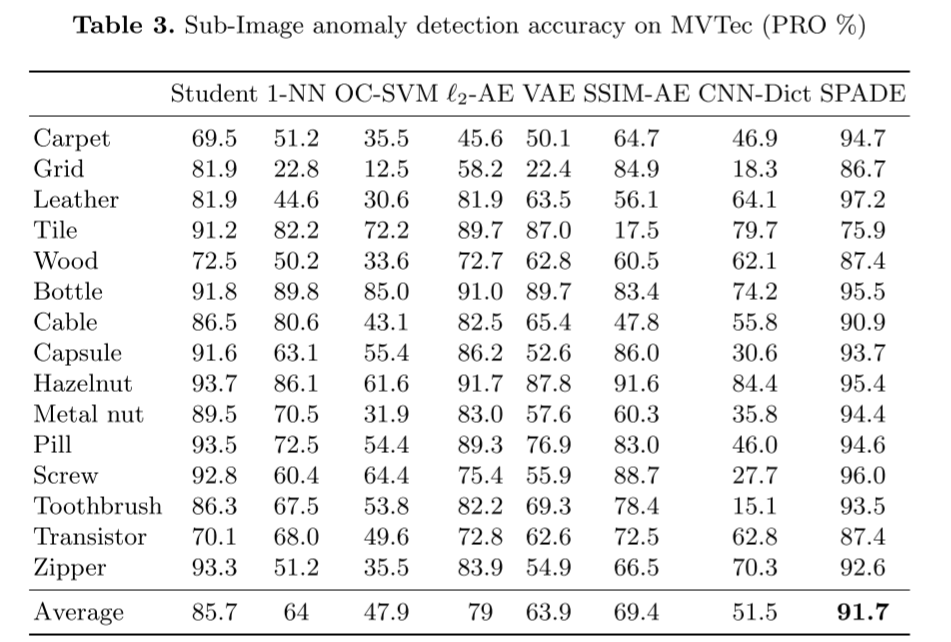 Table 3. Sub-Image anomaly detection accuracy on MVTec (PRO %)
Student 1-NN OC-SVM ℓ2-AE VAE SSIM-AE CNN-Dict SPADE
Carpet 69.5 51.2 35.5 45.6 50.1 64.7 46.9 94.7
Grid 81.9 22.8 12.5 58.2 22.4 84.9 18.3 86.7
Leather 81.9 44.6 30.6 81.9 63.5 56.1 64.1 97.2
Tile 91.2 82.2 72.2 89.7 87.0 17.5 79.7 75.9
Wood 72.5 50.2 33.6 72.7 62.8 60.5 62.1 87.4
Bottle 91.8 89.8 85.0 91.0 89.7 83.4 74.2 95.5
Cable 86.5 80.6 43.1 82.5 65.4 47.8 55.8 90.9
Capsule 91.6 63.1 55.4 86.2 52.6 86.0 30.6 93.7
Hazelnut 93.7 86.1 61.6 91.7 87.8 91.6 84.4 95.4
Metal nut 89.5 70.5 31.9 83.0 57.6 60.3 35.8 94.4
Pill 93.5 72.5 54.4 89.3 76.9 83.0 46.0 94.6
Screw 92.8 60.4 64.4 75.4 55.9 88.7 27.7 96.0
Toothbrush 86.3 67.5 53.8 82.2 69.3 78.4 15.1 93.5
Transistor 70.1 68.0 49.6 72.8 62.6 72.5 62.8 87.4
Zipper 93.3 51.2 35.5 83.9 54.9 66.5 70.3 92.6
Average 85.7 64 47.9 79 63.9 69.4 51.5 91.7